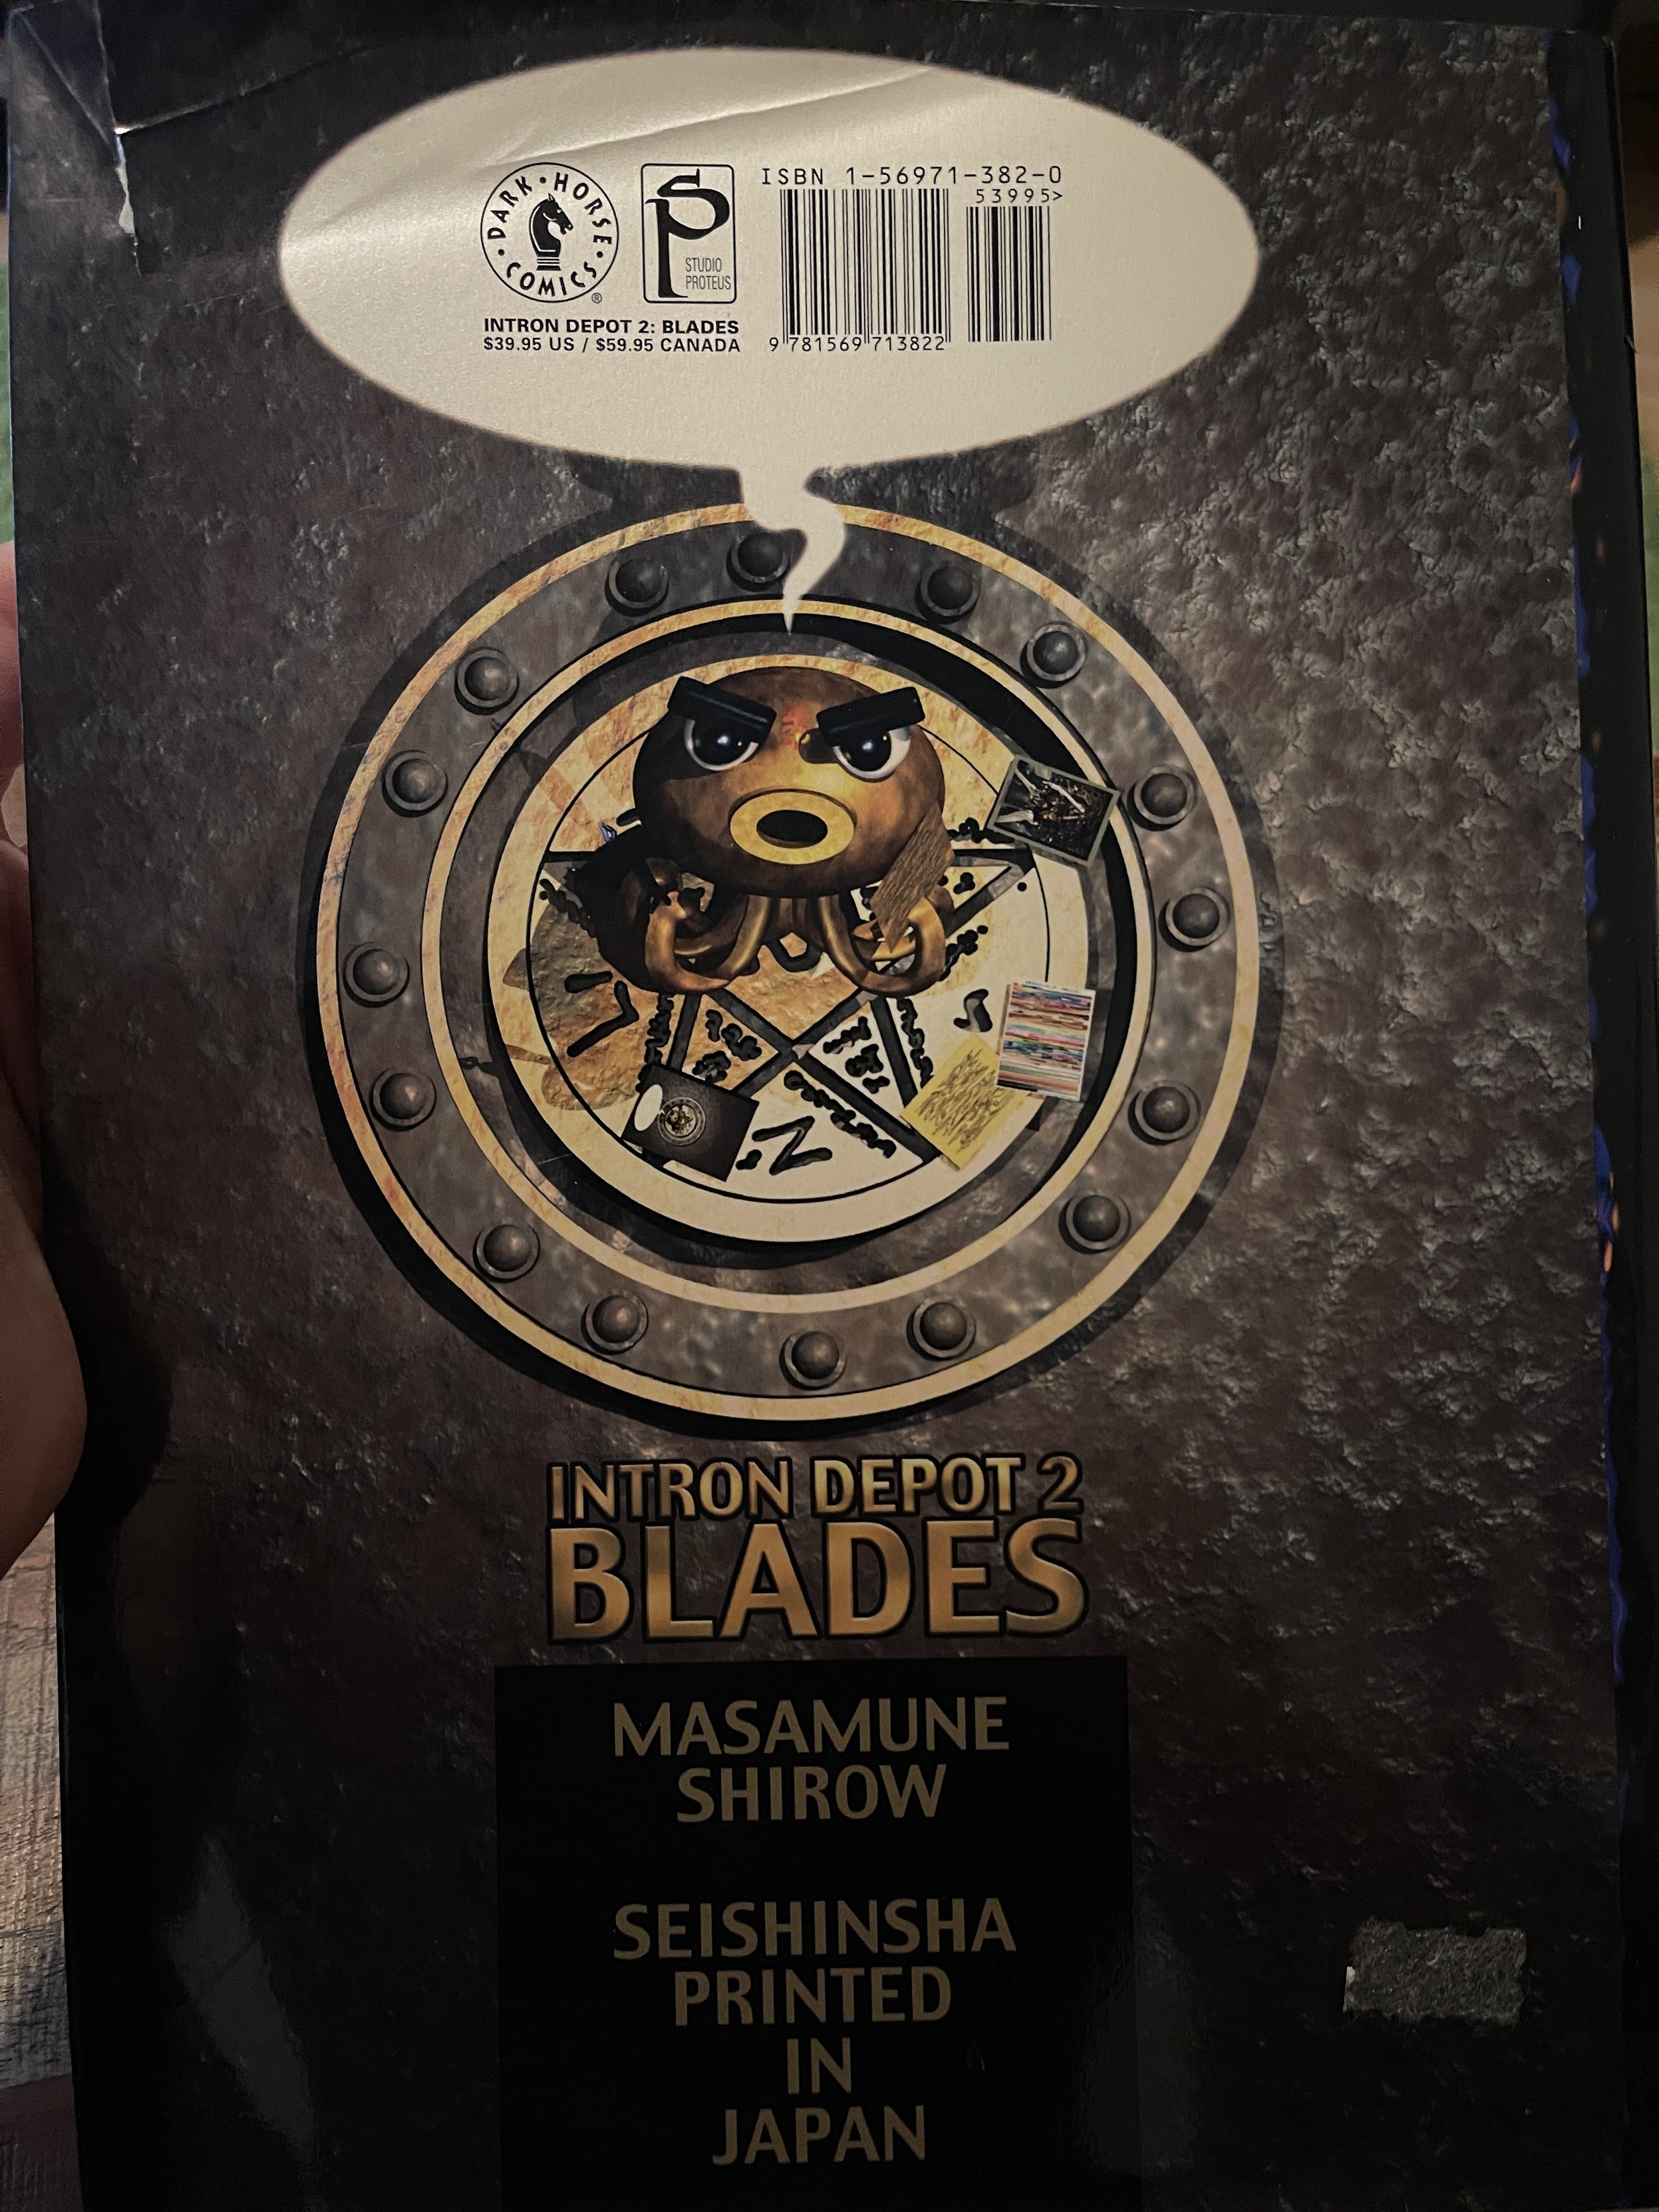 DARK • HORSE • COMICS •
®
SP
STUDIO
PROTEUS
INTRON DEPOT 2: BLADES
$39.95 US / $59.95 CANADA
ISBN 1-56971-382-0
53995>
9 781569 713822
INTRON DEPOT 2
BLADES
MASAMUNE
SHIROW
SEISHINSHA
PRINTED
IN
JAPAN